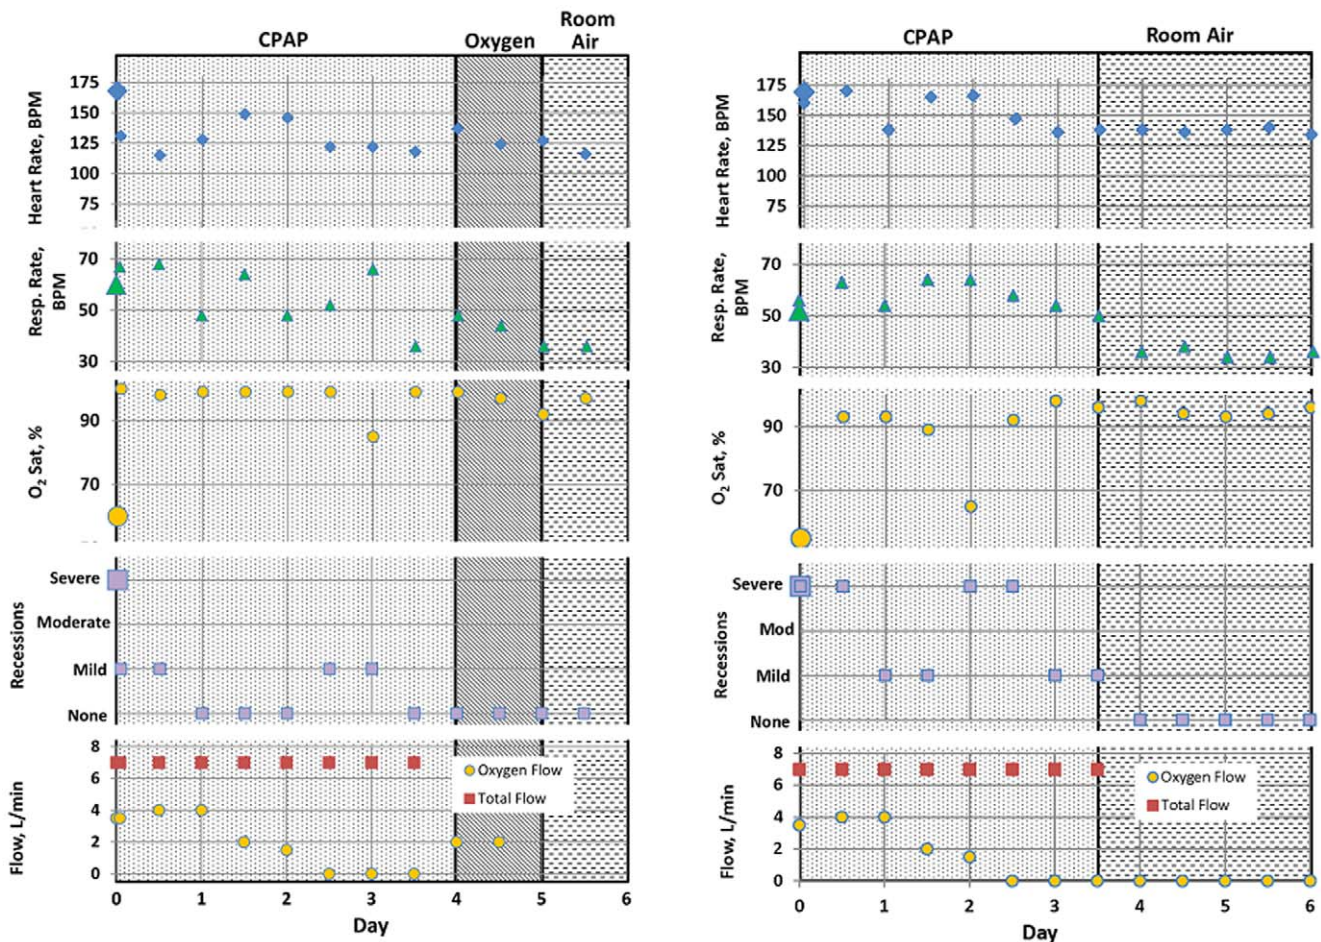 CPAP
Oxygen
Room
Air
Heart Rate, BPM
175
150
125
100
75
Resp. Rate,
BPM
70
50
30
O2 Sat, %
90
70
Recessions
Severe
Moderate
Mild
None
Flow, L/min
8
6
4
2
0
Oxygen Flow
Total Flow
0 1 2 3 4 5 6
Day
CPAP
Room Air
Heart Rate, BPM
175
150
125
100
75
Resp. Rate,
BPM
70
50
30
O2 Sat, %
90
70
Recessions
Severe
Mod
Mild
None
Flow, L/min
8
6
4
2
0
Oxygen Flow
Total Flow
0 1 2 3 4 5 6
Day